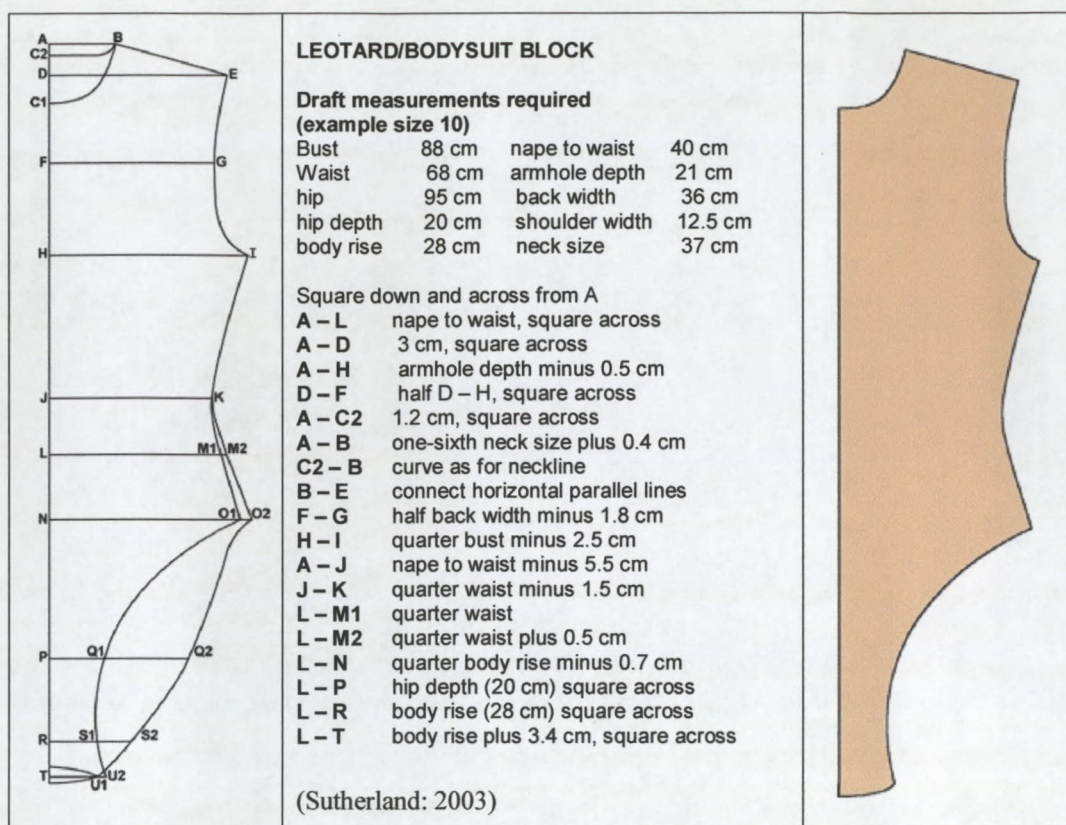 A B
C2
D E
C1
F G
H I
J K
L M1 M2
N O1 O2
P Q1 Q2
R S1 S2
T U2
U1
LEOTARD/BODYSUIT BLOCK
Draft measurements required
(example size 10)
Bust 88 cm nape to waist 40 cm
Waist 68 cm armhole depth 21 cm
hip 95 cm back width 36 cm
hip depth 20 cm shoulder width 12.5 cm
body rise 28 cm neck size 37 cm
Square down and across from A
A – L nape to waist, square across
A – D 3 cm, square across
A – H armhole depth minus 0.5 cm
D – F half D – H, square across
A – C2 1.2 cm, square across
A – B one-sixth neck size plus 0.4 cm
C2 – B curve as for neckline
B – E connect horizontal parallel lines
F – G half back width minus 1.8 cm
H – I quarter bust minus 2.5 cm
A – J nape to waist minus 5.5 cm
J – K quarter waist minus 1.5 cm
L – M1 quarter waist
L – M2 quarter waist plus 0.5 cm
L – N quarter body rise minus 0.7 cm
L – P hip depth (20 cm) square across
L – R body rise (28 cm) square across
L – T body rise plus 3.4 cm, square across
(Sutherland: 2003)